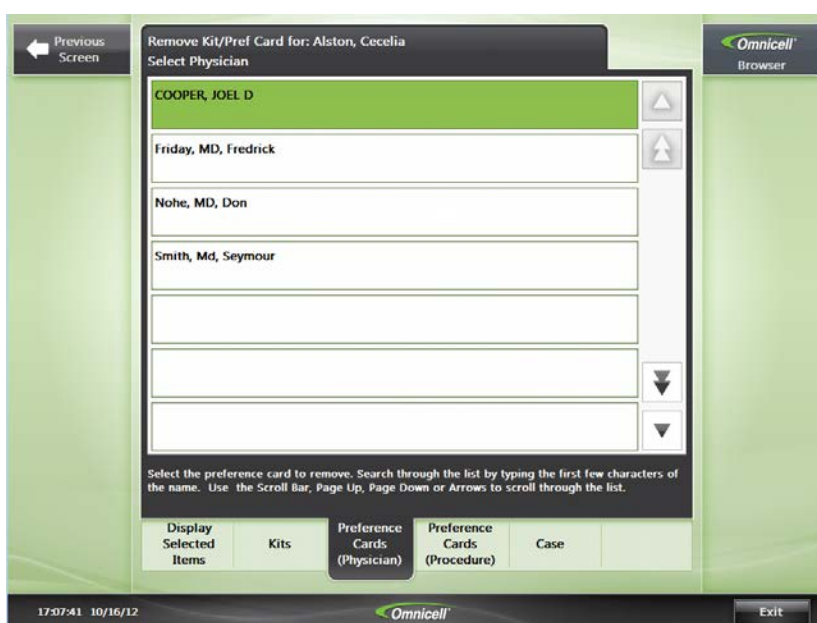 Previous
Screen
Remove Kit/Pref Card for: Alston, Cecelia
Select Physician
Omnicell
Browser
COOPER, JOEL D
Friday, MD, Fredrick
Nohe, MD, Don
Smith, Md, Seymour
Select the preference card to remove. Search through the list by typing the first few characters of
the name.  Use  the Scroll Bar, Page Up, Page Down or Arrows to scroll through the list.
Display
Selected
Items
Kits
Preference
Cards
(Physician)
Preference
Cards
(Procedure)
Case
17:07:41  10/16/12
Omnicell
Exit